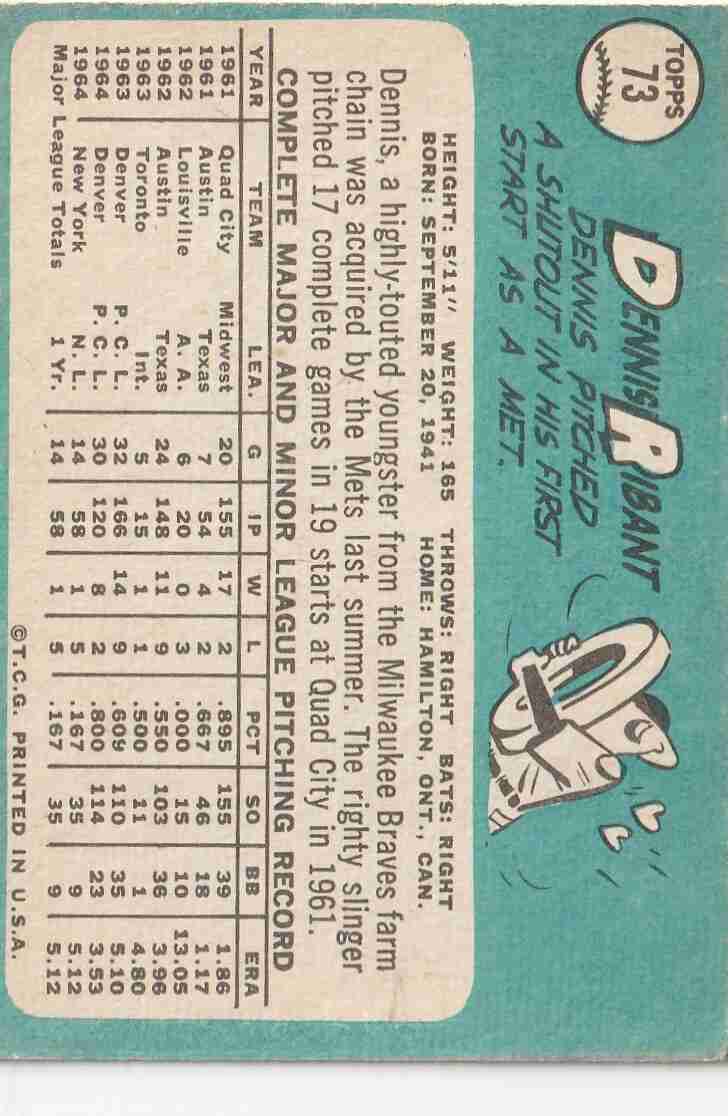 TOPPS
73
DENNIS RIBANT
DENNIS PITCHED
A SHUTOUT IN HIS FIRST
START AS A MET.
HEIGHT: 5'11" WEIGHT: 165 THROWS: RIGHT BATS: RIGHT
BORN: SEPTEMBER 20, 1941 HOME: HAMILTON, ONT., CAN.
Dennis, a highly-touted youngster from the Milwaukee Braves farm
chain was acquired by the Mets last summer. The righty slinger
pitched 17 complete games in 19 starts at Quad City in 1961.
COMPLETE MAJOR AND MINOR LEAGUE PITCHING RECORD
YEAR TEAM LEA. G IP W L PCT SO BB ERA
1961 Quad City Midwest 20 155 17 2 .895 155 39 1.86
1961 Austin Texas 7 54 4 2 .667 46 18 1.17
1962 Louisville A. A. 6 20 0 3 .000 15 10 13.05
1962 Austin Texas 24 148 11 9 .550 103 36 3.96
1963 Toronto Int. 5 15 1 1 .500 11 1 4.80
1963 Denver P. C. L. 32 166 14 9 .609 110 35 5.10
1964 Denver P. C. L. 30 120 8 2 .800 114 23 3.53
1964 New York N. L. 14 58 1 5 .167 35 9 5.12
Major League Totals 1 Yr. 14 58 1 5 .167 35 9 5.12
©T.C.G. PRINTED IN U.S.A.